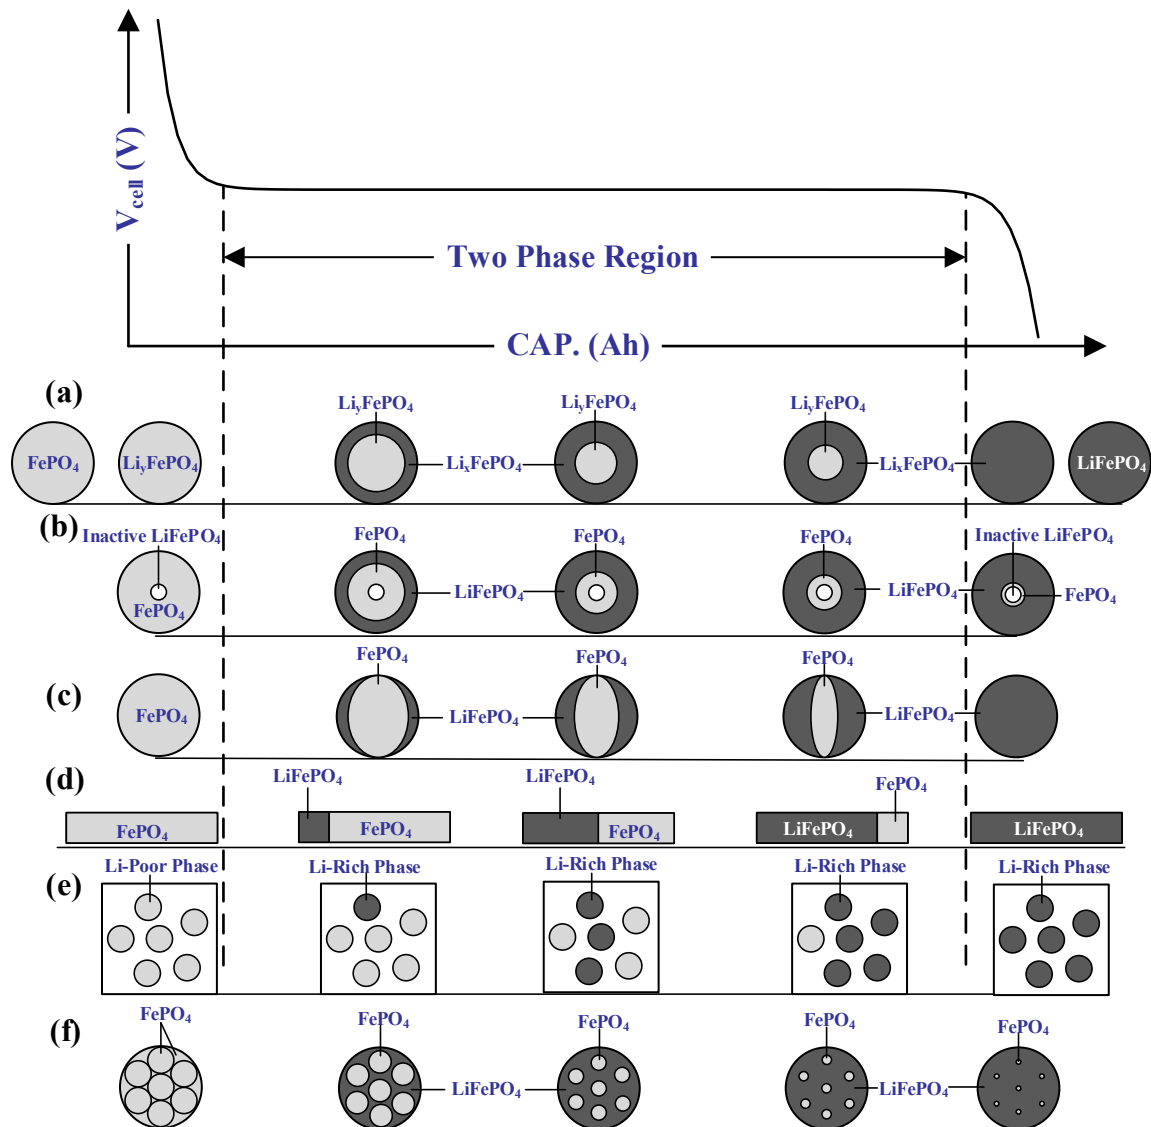 V_cell (V)
Two Phase Region
CAP. (Ah)
(a)
LiyFePO4 LiyFePO4 LiyFePO4
FePO4 LiyFePO4 LixFePO4 LixFePO4 LiFePO4
(b)
Inactive LiFePO4 FePO4 FePO4 FePO4 Inactive LiFePO4
FePO4 LiFePO4 LiFePO4 FePO4
(c)
FePO4 FePO4 FePO4
FePO4 LiFePO4 LiFePO4
(d)
LiFePO4 LiFePO4 FePO4
FePO4 FePO4 FePO4 LiFePO4 LiFePO4
(e)
Li-Poor Phase Li-Rich Phase Li-Rich Phase Li-Rich Phase Li-Rich Phase
(f)
FePO4 FePO4 FePO4 FePO4 FePO4
LiFePO4 LiFePO4